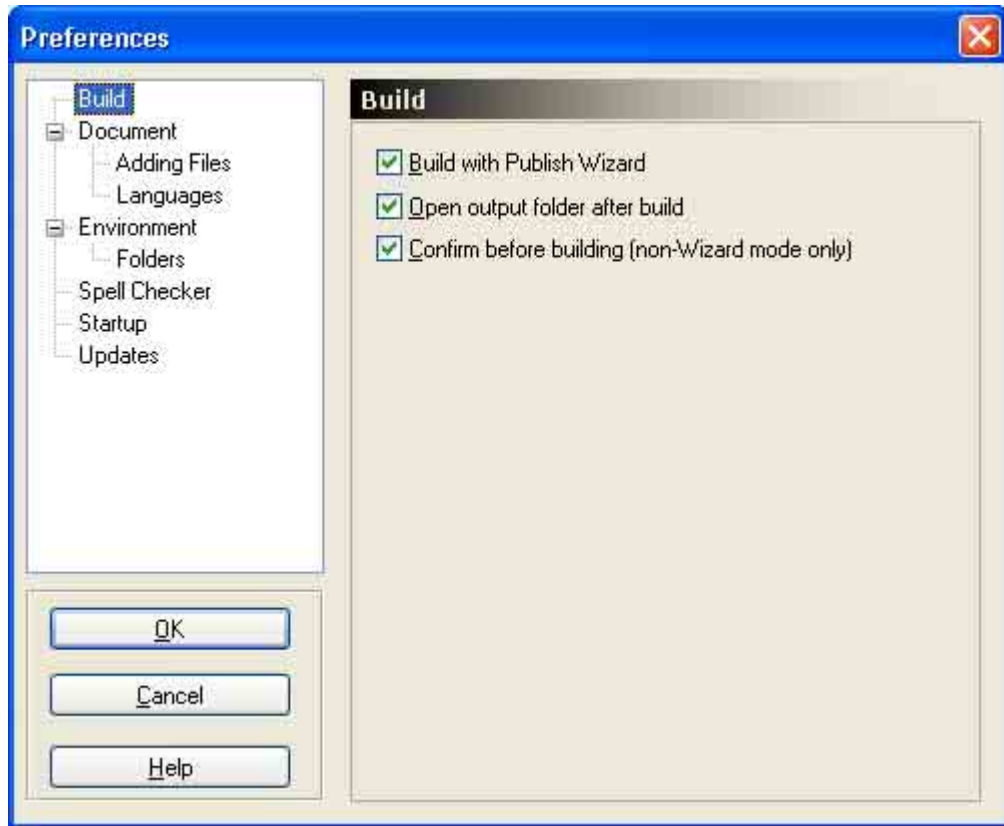 Preferences
Build
Document
Adding Files
Languages
Environment
Folders
Spell Checker
Startup
Updates
OK
Cancel
Help
Build
Build with Publish Wizard
Open output folder after build
Confirm before building (non-Wizard mode only)